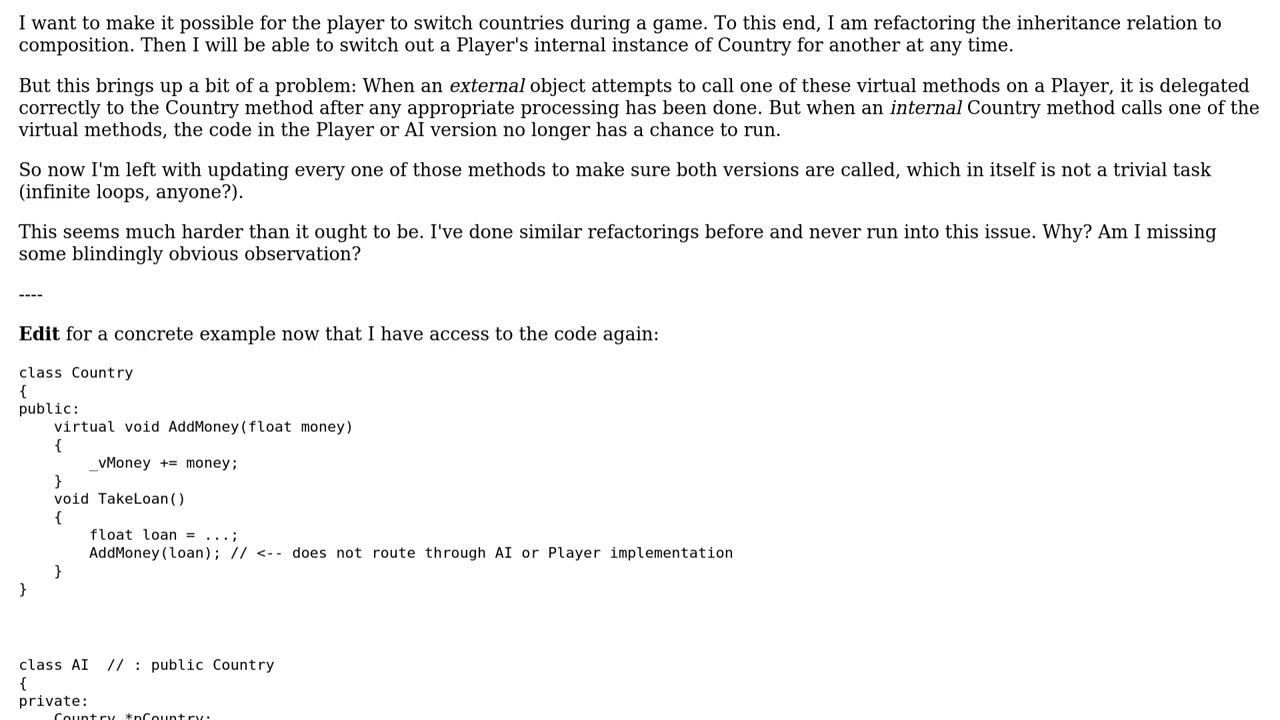 I want to make it possible for the player to switch countries during a game. To this end, I am refactoring the inheritance relation to
composition. Then I will be able to switch out a Player's internal instance of Country for another at any time.
But this brings up a bit of a problem: When an external object attempts to call one of these virtual methods on a Player, it is delegated
correctly to the Country method after any appropriate processing has been done. But when an internal Country method calls one of the
virtual methods, the code in the Player or AI version no longer has a chance to run.
So now I'm left with updating every one of those methods to make sure both versions are called, which in itself is not a trivial task
(infinite loops, anyone?).
This seems much harder than it ought to be. I've done similar refactorings before and never run into this issue. Why? Am I missing
some blindingly obvious observation?
----
Edit for a concrete example now that I have access to the code again:
class Country
{
public:
    virtual void AddMoney(float money)
    {
        _vMoney += money;
    }
    void TakeLoan()
    {
        float loan = ...;
        AddMoney(loan); // <-- does not route through AI or Player implementation
    }
}
class AI  // : public Country
{
private:
    Country *pCountry;